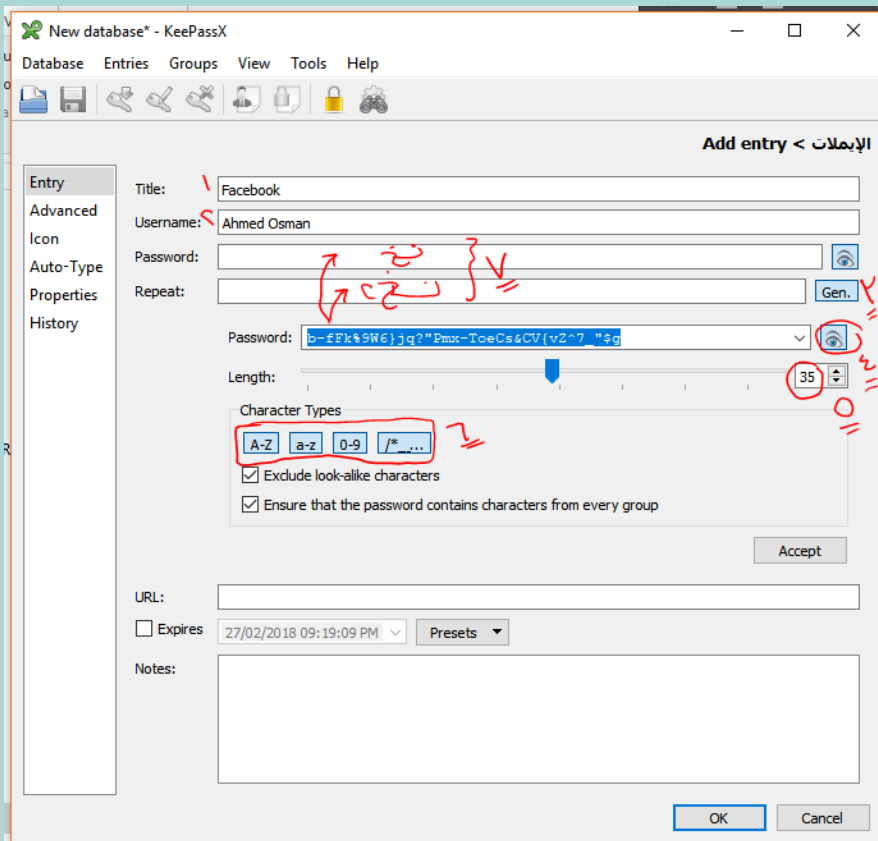 New database* - KeePassX
Database Entries Groups View Tools Help
Add entry > الإيملات
Entry
Advanced
Icon
Auto-Type
Properties
History
Title: ١ Facebook
Username: Ahmed Osman
Password:
Repeat: Gen.
Password: b-fFk%9W6}jq?"Pmx-ToeCs&CV{vZ^7_"$g
Length: 35
Character Types
A-Z a-z 0-9 /*_...
Exclude look-alike characters
Ensure that the password contains characters from every group
Accept
URL:
Expires 27/02/2018 09:19:09 PM Presets
Notes:
OK Cancel